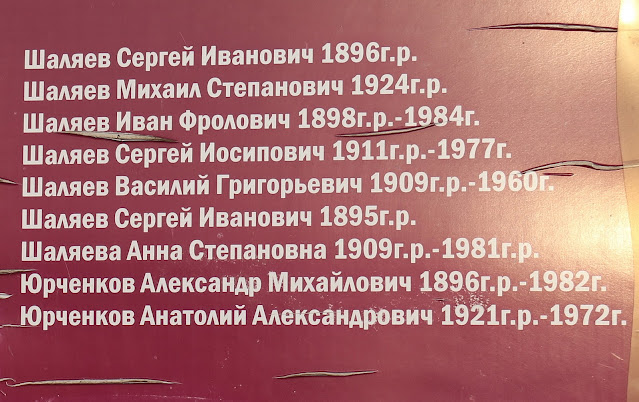 Шаляев Сергей Иванович 1896г.р.
Шаляев Михаил Степанович 1924г.р.
Шаляев Иван Фролович 1898г.р.-1984г.
Шаляев Сергей Иосипович 1911г.р.-1977г.
Шаляев Василий Григорьевич 1909г.р.-1960г.
Шаляев Сергей Иванович 1895г.р.
Шаляева Анна Степановна 1909г.р.-1981г.р.
Юрченков Александр Михайлович 1896г.р.-1982г.
Юрченков Анатолий Александрович 1921г.р.-1972г.